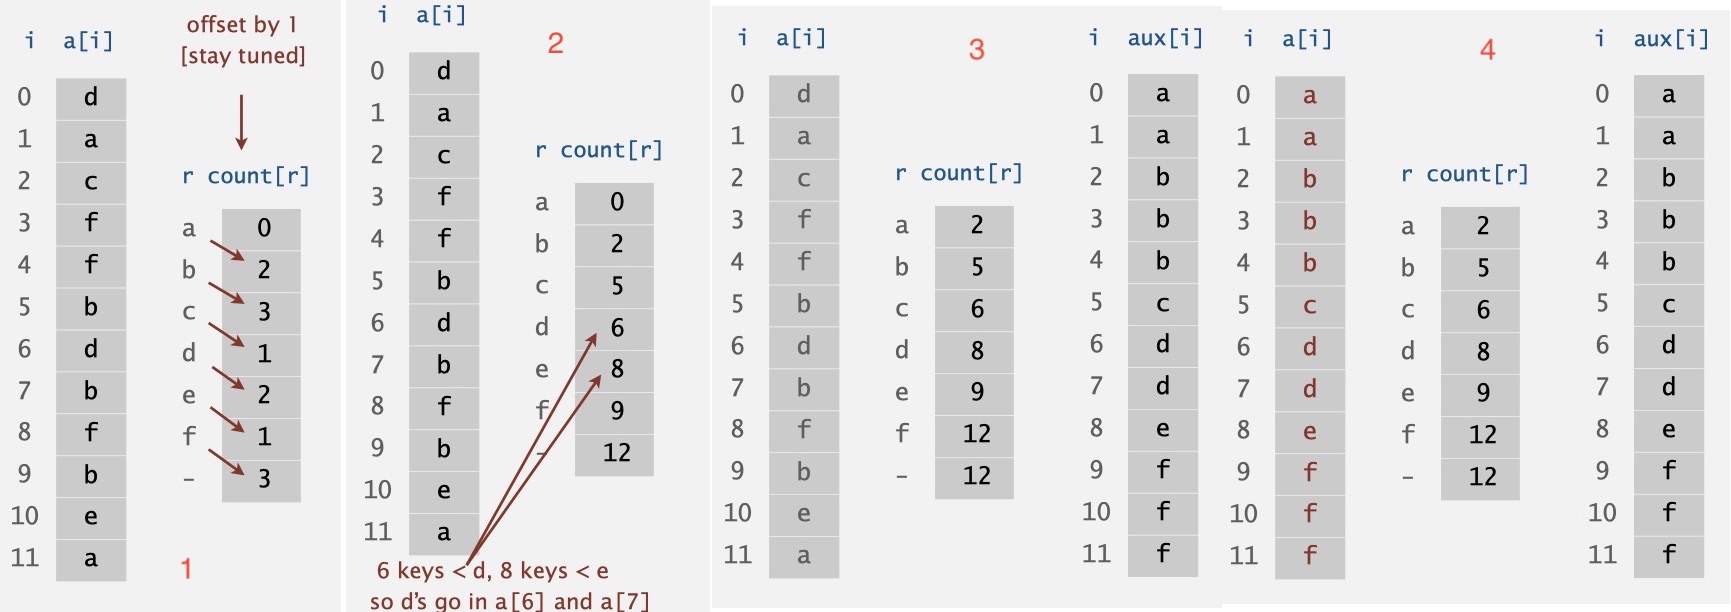 i a[i]
offset by 1
[stay tuned]
r count[r]
0 d
1 a
2 c
3 f
4 f
5 b
6 d
7 b
8 f
9 b
10 e
11 a
a 0
b 2
c 3
d 1
e 2
f 1
- 3
1
i a[i]
2
0 d
1 a
2 c
3 f
4 f
5 b
6 d
7 b
8 f
9 b
10 e
11 a
r count[r]
a 0
b 2
c 5
d 6
e 8
f 9
- 12
6 keys < d, 8 keys < e
so d's go in a[6] and a[7]
i a[i]
3
0 d
1 a
2 c
3 f
4 f
5 b
6 d
7 b
8 f
9 b
10 e
11 a
r count[r]
a 2
b 5
c 6
d 8
e 9
f 12
- 12
i aux[i]
0 a
1 a
2 b
3 b
4 b
5 c
6 d
7 d
8 e
9 f
10 f
11 f
i a[i]
4
0 a
1 a
2 b
3 b
4 b
5 c
6 d
7 d
8 e
9 f
10 f
11 f
r count[r]
a 2
b 5
c 6
d 8
e 9
f 12
- 12
i aux[i]
0 a
1 a
2 b
3 b
4 b
5 c
6 d
7 d
8 e
9 f
10 f
11 f